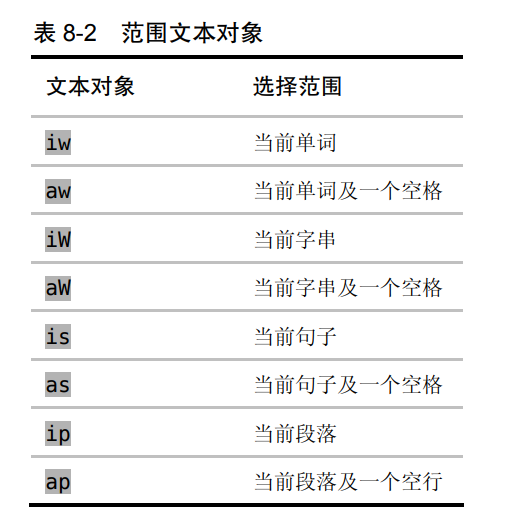 表 8-2 范围文本对象
文本对象 选择范围
iw 当前单词
aw 当前单词及一个空格
iW 当前字串
aW 当前字串及一个空格
is 当前句子
as 当前句子及一个空格
ip 当前段落
ap 当前段落及一个空行